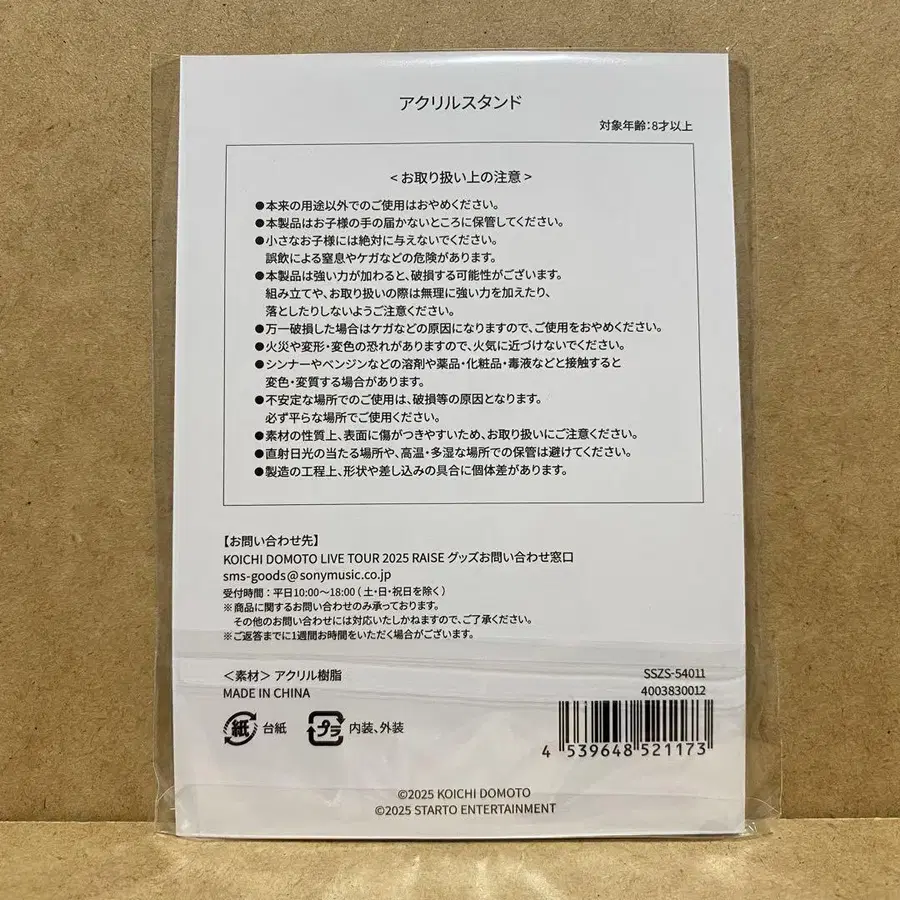 アクリルスタンド
対象年齢:8才以上
<お取り扱い上の注意>
●本来の用途以外でのご使用はおやめください。
●本製品はお子様の手の届かないところに保管してください。
●小さなお子様には絶対に与えないでください。
誤飲による窒息やケガなどの危険があります。
●本製品は強い力が加わると、破損する可能性がございます。
組み立てや、お取り扱いの際は無理に強い力を加えたり、
落としたりしないようご注意ください。
●万一破損した場合はケガなどの原因になりますので、ご使用をおやめください。
●火災や変形・変色の恐れがありますので、火気に近づけないでください。
●シンナーやベンジンなどの溶剤や薬品・化粧品・毒液などと接触すると
変色・変質する場合があります。
●不安定な場所でのご使用は、破損等の原因となります。
必ず平らな場所でご使用ください。
●素材の性質上、表面に傷がつきやすいため、お取り扱いにご注意ください。
●直射日光の当たる場所や、高温・多湿な場所での保管は避けてください。
●製造の工程上、形状や差し込みの具合に個体差があります。
【お問い合わせ先】
KOICHI DOMOTO LIVE TOUR 2025 RAISE グッズお問い合わせ窓口
sms-goods@sonymusic.co.jp
受付時間:平日10:00~18:00(土・日・祝日を除く)
※商品に関するお問い合わせのみ承っております。
その他のお問い合わせには対応いたしかねますので、ご了承ください。
※ご返答までに1週間お時間をいただく場合がございます。
<素材> アクリル樹脂
MADE IN CHINA
SSZS-54011
4003830012
紙 台紙
プラ 内装、外装
4 539648 521173
©2025 KOICHI DOMOTO
©2025 STARTO ENTERTAINMENT